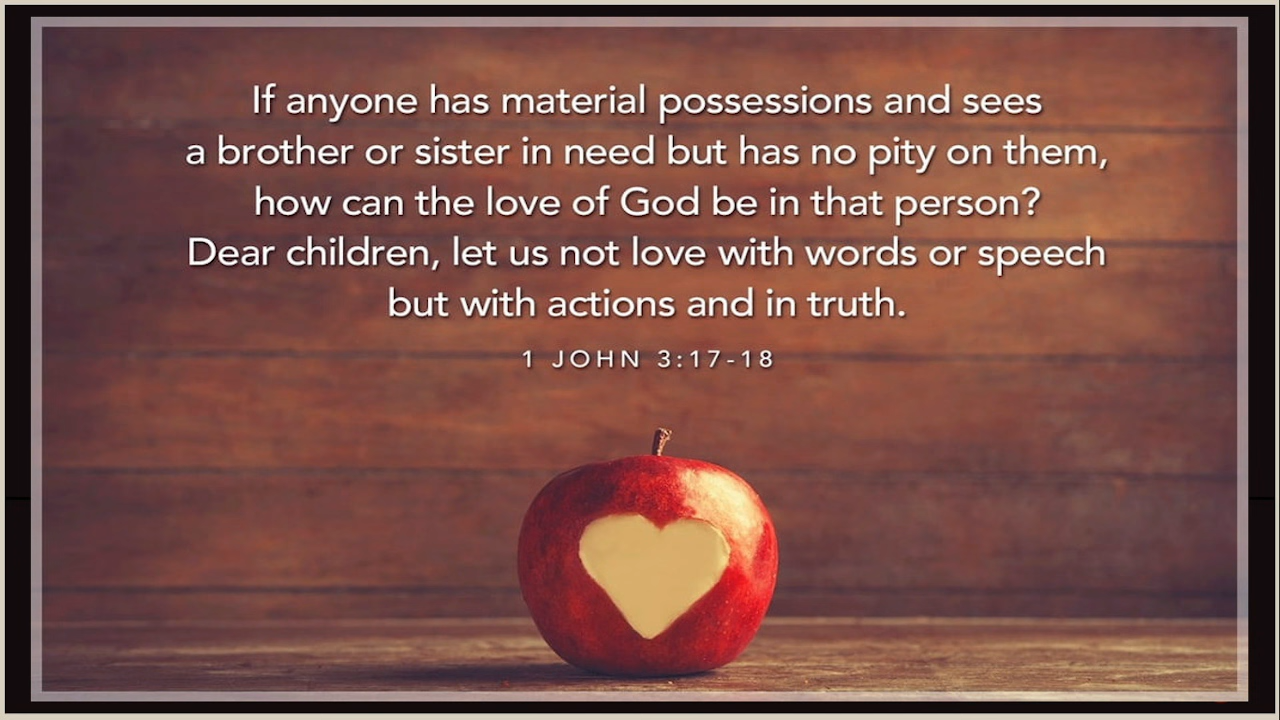 If anyone has material possessions and sees
a brother or sister in need but has no pity on them,
how can the love of God be in that person?
Dear children, let us not love with words or speech
but with actions and in truth.
1 JOHN 3:17-18